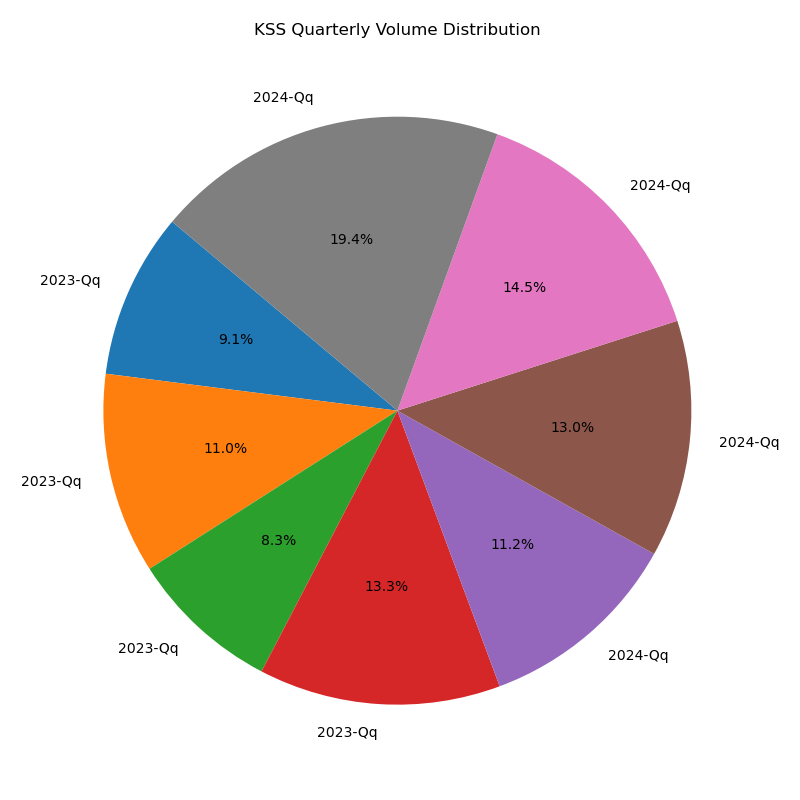 KSS Quarterly Volume Distribution
2024-Qq
2024-Qq
19.4%
2023-Qq
14.5%
9.1%
13.0%
2024-Qq
11.0%
2023-Qq
8.3%
11.2%
13.3%
2023-Qq
2024-Qq
2023-Qq